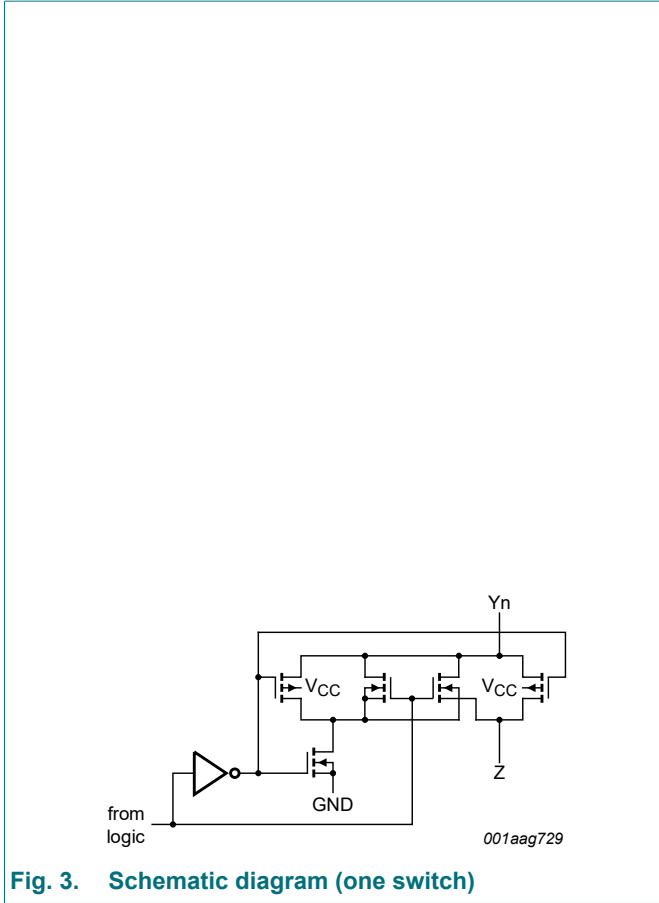 Yn
VCC
VCC
Z
GND
from
logic
001aag729
Fig. 3. Schematic diagram (one switch)